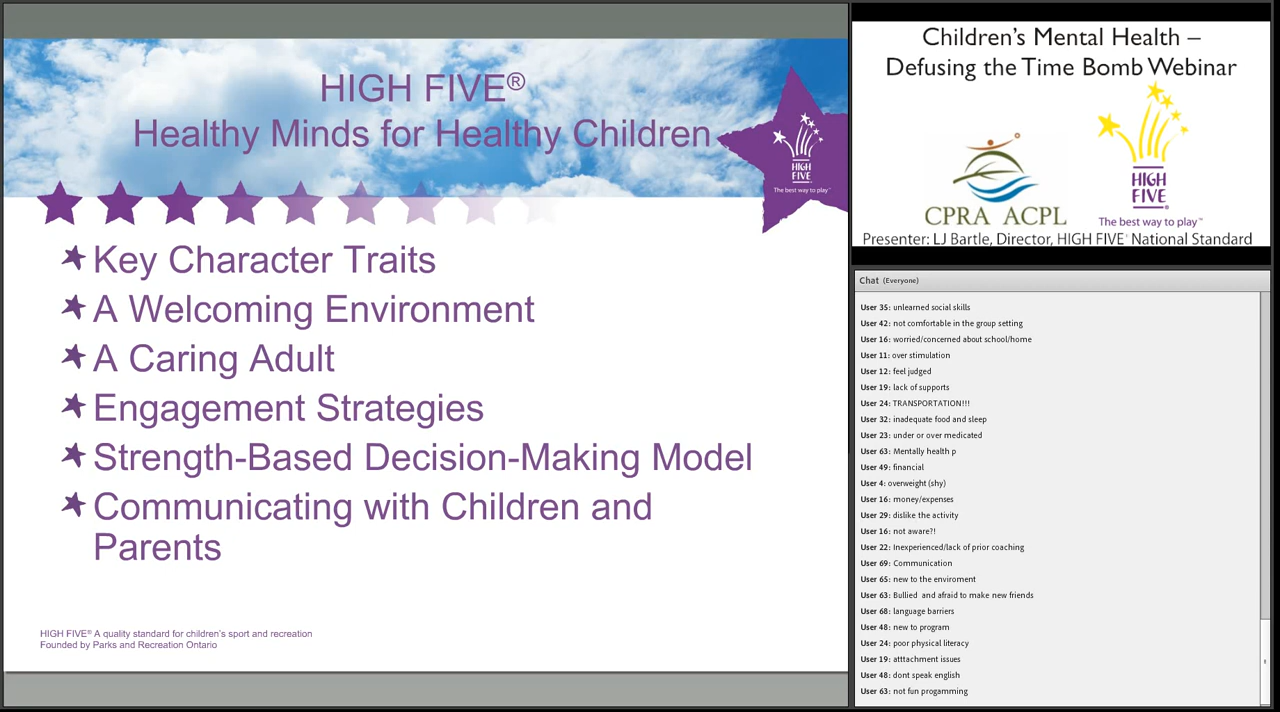 HIGH FIVE®
Healthy Minds for Healthy Children
HIGH
FIVE
The best way to play™
Key Character Traits
A Welcoming Environment
A Caring Adult
Engagement Strategies
Strength-Based Decision-Making Model
Communicating with Children and
Parents
HIGH FIVE® A quality standard for children's sport and recreation
Founded by Parks and Recreation Ontario
Children's Mental Health –
Defusing the Time Bomb Webinar
CPRA ACPL
HIGH
FIVE®
The best way to play™
Presenter: LJ Bartle, Director, HIGH FIVE® National Standard
Chat (Everyone)
User 35: unlearned social skills
User 42: not comfortable in the group setting
User 16: worried/concerned about school/home
User 11: over stimulation
User 12: feel judged
User 19: lack of supports
User 24: TRANSPORTATION!!!
User 32: inadequate food and sleep
User 23: under or over medicated
User 63: Mentally health p
User 49: financial
User 4: overweight (shy)
User 16: money/expenses
User 29: dislike the activity
User 16: not aware?!
User 22: Inexperienced/lack of prior coaching
User 69: Communication
User 65: new to the enviroment
User 63: Bullied and afraid to make new friends
User 68: language barriers
User 48: new to program
User 24: poor physical literacy
User 19: atttachment issues
User 48: dont speak english
User 63: not fun progamming